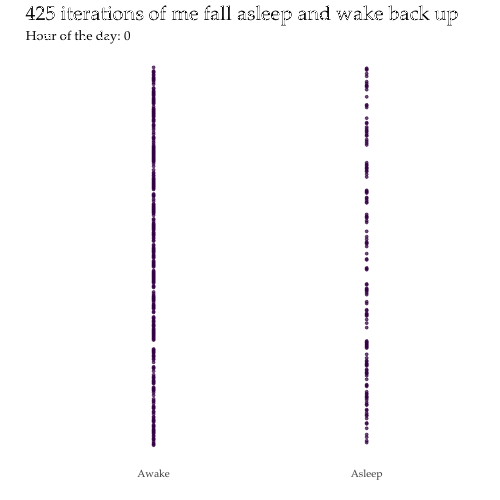 425 iterations of me fall asleep and wake back up
Hour of the day: 0
Awake
Asleep